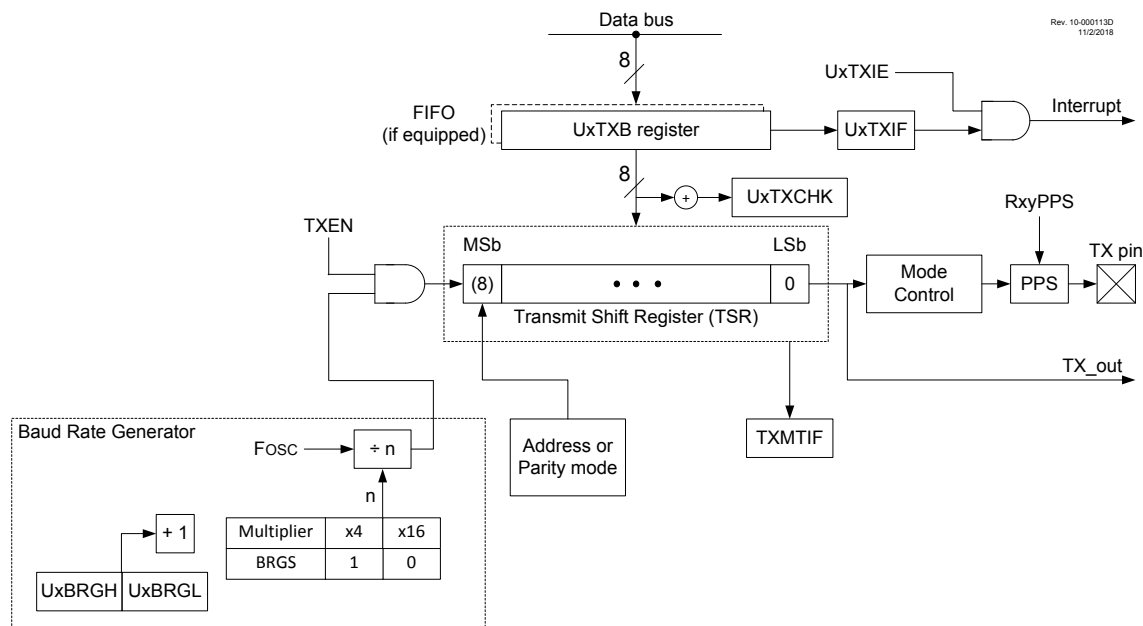 Data bus
Rev. 10-000113D
11/2/2018
8
UxTXIE
FIFO
(if equipped)
UxTXB register
UxTXIF
Interrupt
8
+
UxTXCHK
RxyPPS
TXEN
MSb
LSb
TX pin
(8)
• • •
0
Mode
Control
PPS
Transmit Shift Register (TSR)
TX_out
Baud Rate Generator
FOSC
÷ n
Address or
Parity mode
TXMTIF
n
+ 1
Multiplier x4 x16
BRGS 1 0
UxBRGH UxBRGL